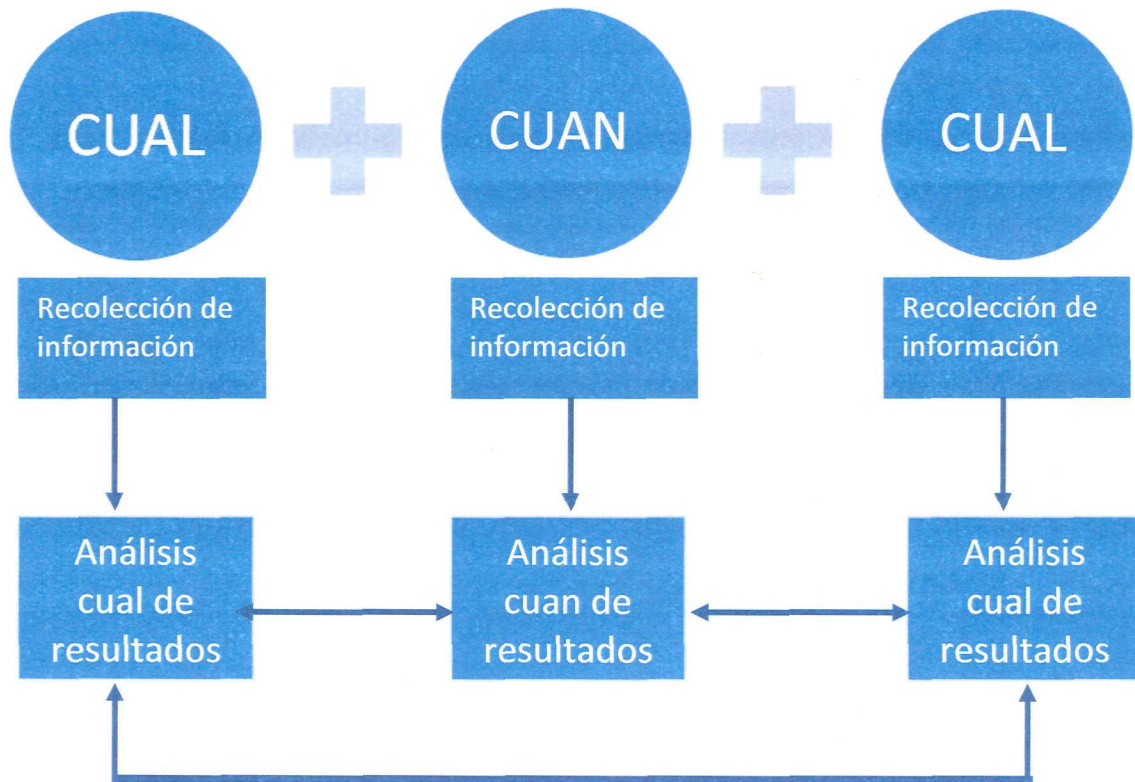 CUAL
CUAN
CUAL
Recolección de
información
Recolección de
información
Recolección de
información
Análisis
cual de
resultados
Análisis
cuan de
resultados
Análisis
cual de
resultados